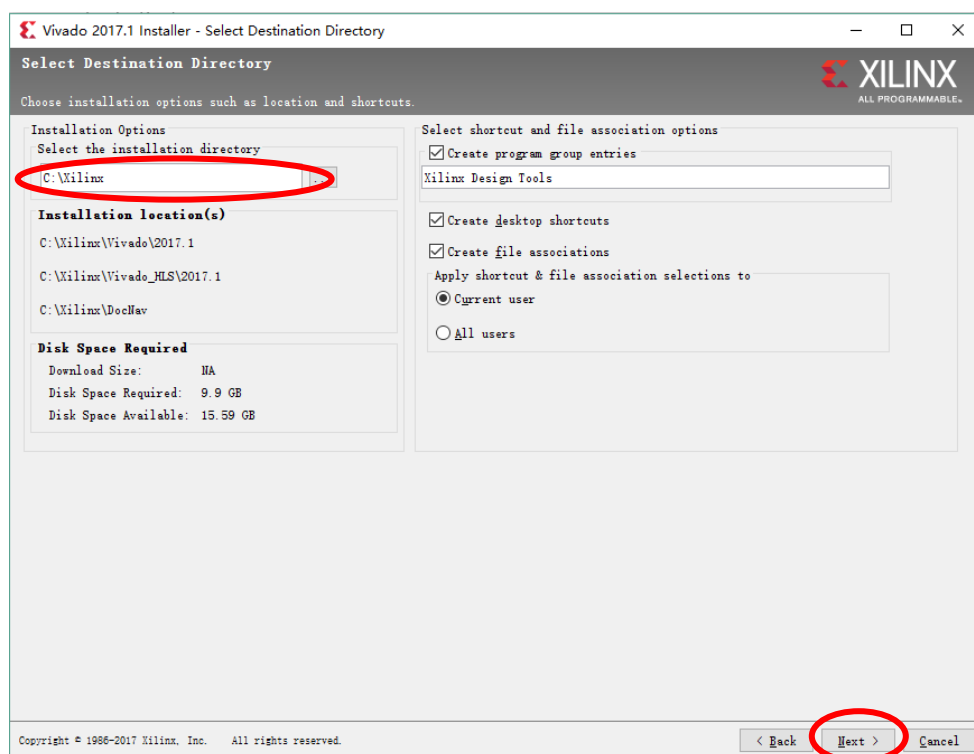 Vivado 2017.1 Installer - Select Destination Directory
Select Destination Directory
XILINX
ALL PROGRAMMABLE™
Choose installation options such as location and shortcuts.
Installation Options
Select the installation directory
C:\Xilinx
Installation location(s)
C:\Xilinx\Vivado\2017.1
C:\Xilinx\Vivado_HLS\2017.1
C:\Xilinx\DocNav
Disk Space Required
Download Size: NA
Disk Space Required: 9.9 GB
Disk Space Available: 15.59 GB
Select shortcut and file association options
Create program group entries
Xilinx Design Tools
Create desktop shortcuts
Create file associations
Apply shortcut & file association selections to
Current user
All users
Copyright © 1986-2017 Xilinx, Inc. All rights reserved.
< Back
Next >
Cancel